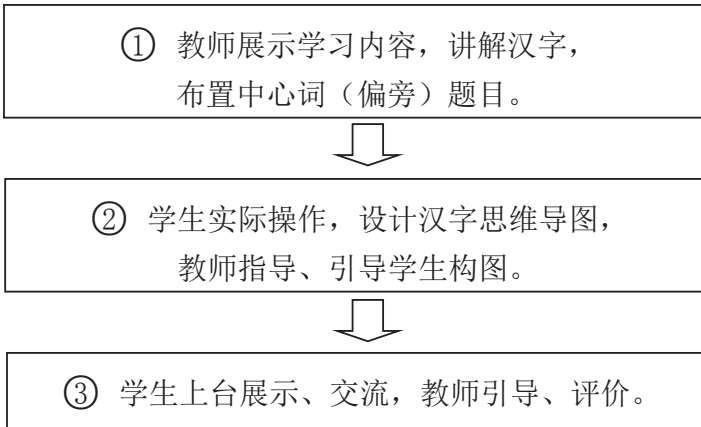 ① 教师展示学习内容，讲解汉字，
布置中心词（偏旁）题目。
② 学生实际操作，设计汉字思维导图，
教师指导、引导学生构图。
③ 学生上台展示、交流，教师引导、评价。